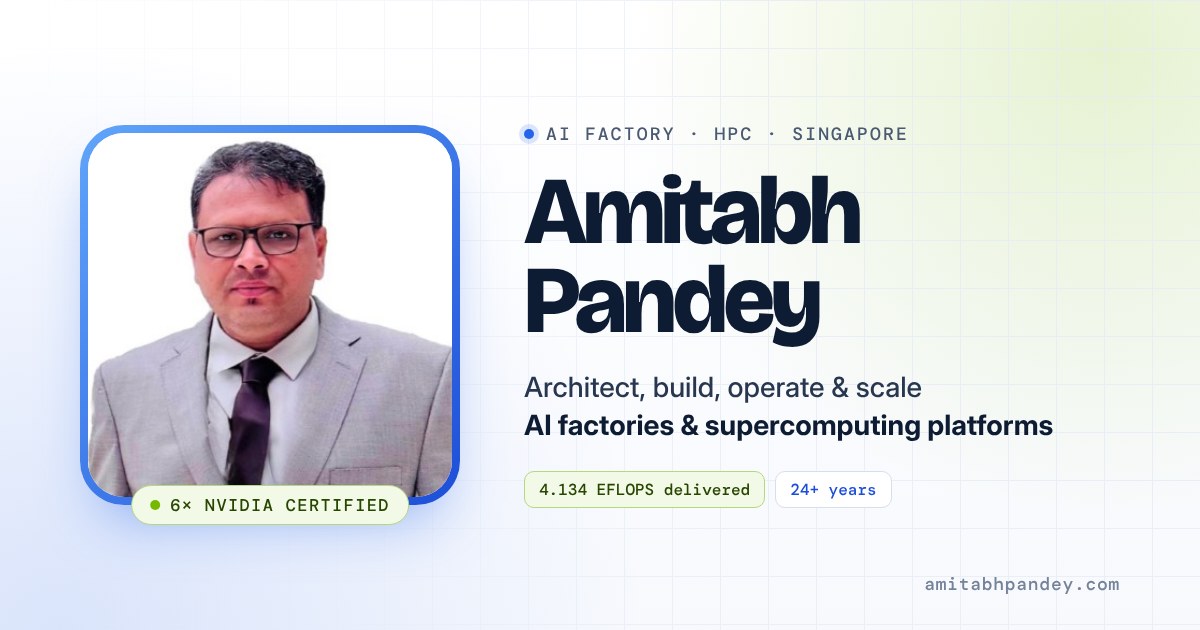 AI FACTORY · HPC · SINGAPORE
Amitabh
Pandey
Architect, build, operate & scale
AI factories & supercomputing platforms
4.134 EFLOPS delivered
24+ years
6× NVIDIA CERTIFIED
amitabhpandey.com